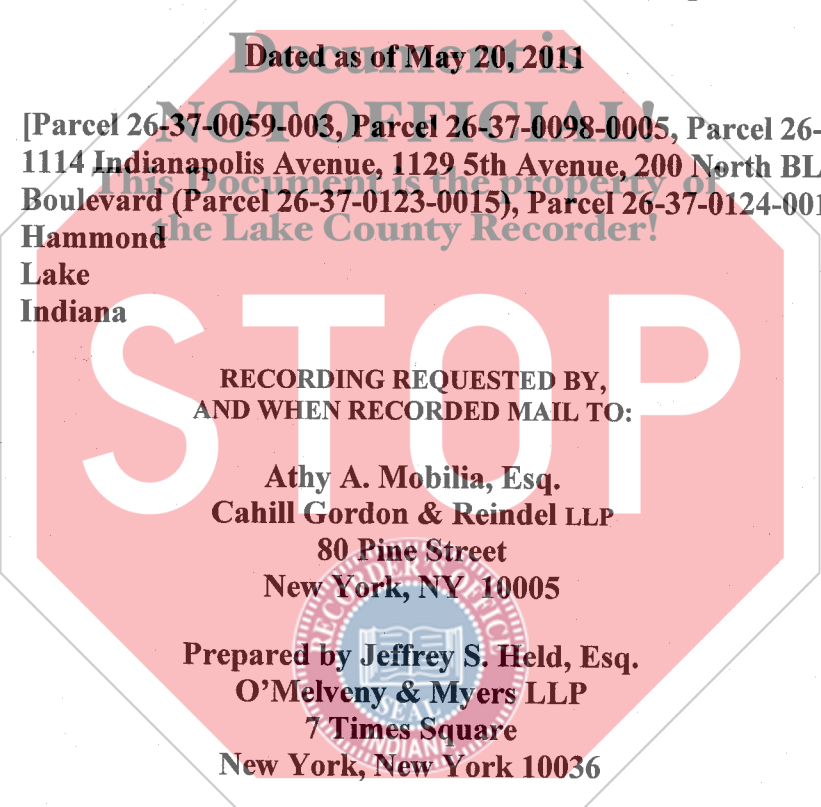 Document is
Dated as of May 20, 2011
NOT OFFICIAL!
[Parcel 26-37-0059-003, Parcel 26-37-0098-0005, Parcel 26-
1114 Indianapolis Avenue, 1129 5th Avenue, 200 North BL
This Document is the property of
Boulevard (Parcel 26-37-0123-0015), Parcel 26-37-0124-001
the Lake County Recorder!
Hammond
Lake
Indiana
STOP
RECORDING REQUESTED BY,
AND WHEN RECORDED MAIL TO:
Athy A. Mobilia, Esq.
Cahill Gordon & Reindel LLP
80 Pine Street
New York, NY 10005
RECORDER'S OFFICE
Prepared by Jeffrey S. Held, Esq.
O'Melveny & Myers LLP
SEAL
7 Times Square
INDIANA
New York, New York 10036